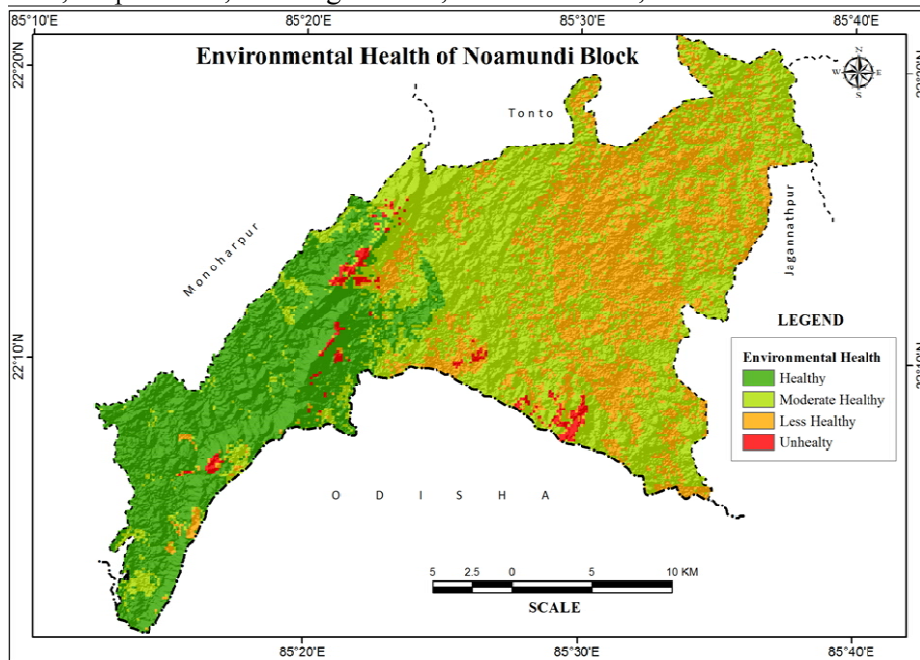 85°10'E 85°20'E 85°30'E 85°40'E
Environmental Health of Noamundi Block
N
W E
S
22°20'N
Tonto
Monoharpur
Jagannathpur
22°10'N
LEGEND
Environmental Health
Healthy
Moderate Healthy
Less Healthy
Unhealty
ODISHA
5 2.5 0 5 10 KM
SCALE
85°20'E 85°30'E 85°40'E